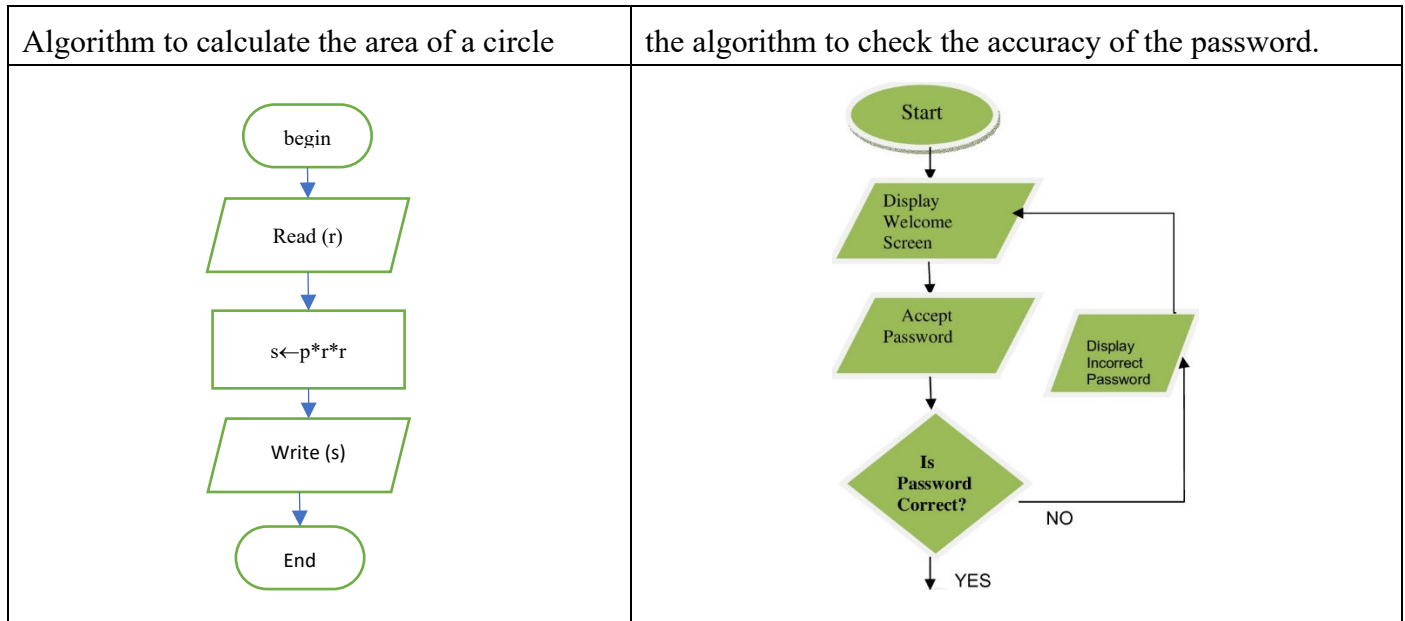 Algorithm to calculate the area of a circle
the algorithm to check the accuracy of the password.
begin
Read (r)
s←p*r*r
Write (s)
End
Start
Display
Welcome
Screen
Accept
Password
Display
Incorrect
Password
Is
Password
Correct?
NO
YES